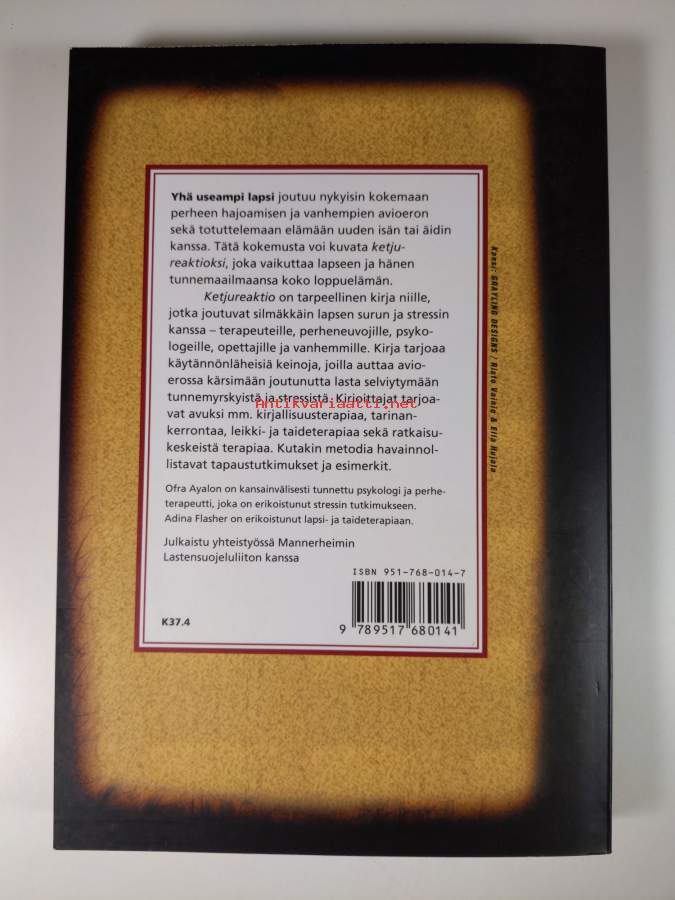 Yhä useampi lapsi joutuu nykyisin kokemaan
perheen hajoamisen ja vanhempien avioeron
sekä totuttelemaan elämään uuden isän tai äidin
kanssa. Tätä kokemusta voi kuvata ketju-
reaktioksi, joka vaikuttaa lapseen ja hänen
tunnemaailmaansa koko loppuelämän.
Ketjureaktio on tarpeellinen kirja niille,
jotka joutuvat silmäkkäin lapsen surun ja stressin
kanssa – terapeuteille, perheneuvojille, psyko-
logeille, opettajille ja vanhemmille. Kirja tarjoaa
käytännönläheisiä keinoja, joilla auttaa avio-
erossa kärsimään joutunutta lasta selviytymään
tunnemyrskyistä ja stressistä. Kirjoittajat tarjoa-
vat avuksi mm. kirjallisuusterapiaa, tarinan-
kerrontaa, leikki- ja taideterapiaa sekä ratkaisu-
keskeistä terapiaa. Kutakin metodia havainnol-
listavat tapaustutkimukset ja esimerkit.
Ofra Ayalon on kansainvälisesti tunnettu psykologi ja perhe-
terapeutti, joka on erikoistunut stressin tutkimukseen.
Adina Flasher on erikoistunut lapsi- ja taideterapiaan.
Julkaistu yhteistyössä Mannerheimin
Lastensuojeluliiton kanssa
ISBN 951-768-014-7
9 789517 680141
K37.4
Kansi: GRAYLING DESIGNS / Risto Vainio & Eija Hujala
Antikvariaatti.net